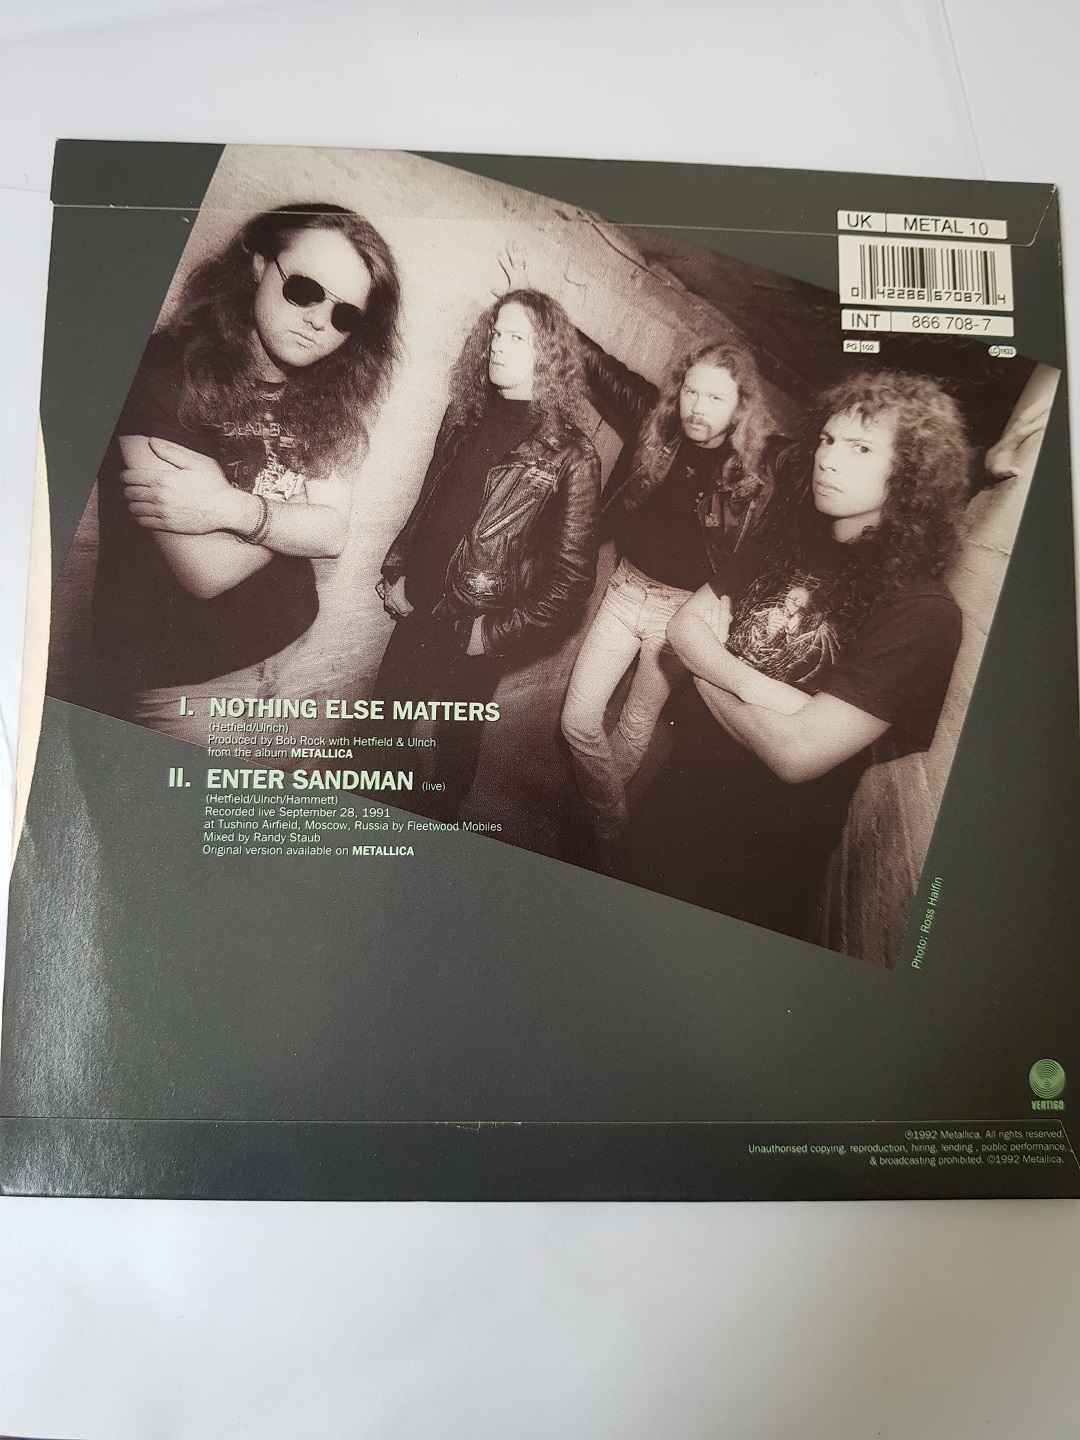 UK METAL 10
0 42286 67087 4
INT 866 708-7
PG 102
LC 1633
DEAD END
I. NOTHING ELSE MATTERS
(Hetfield/Ulrich)
Produced by Bob Rock with Hetfield & Ulrich
from the album METALLICA
II. ENTER SANDMAN (live)
(Hetfield/Ulrich/Hammett)
Recorded live September 28, 1991
at Tushino Airfield, Moscow, Russia by Fleetwood Mobiles
Mixed by Randy Staub
Original version available on METALLICA
Photo: Ross Halfin
VERTIGO
℗1992 Metallica. All rights reserved.
Unauthorised copying, reproduction, hiring, lending , public performance
& broadcasting prohibited. ©1992 Metallica.